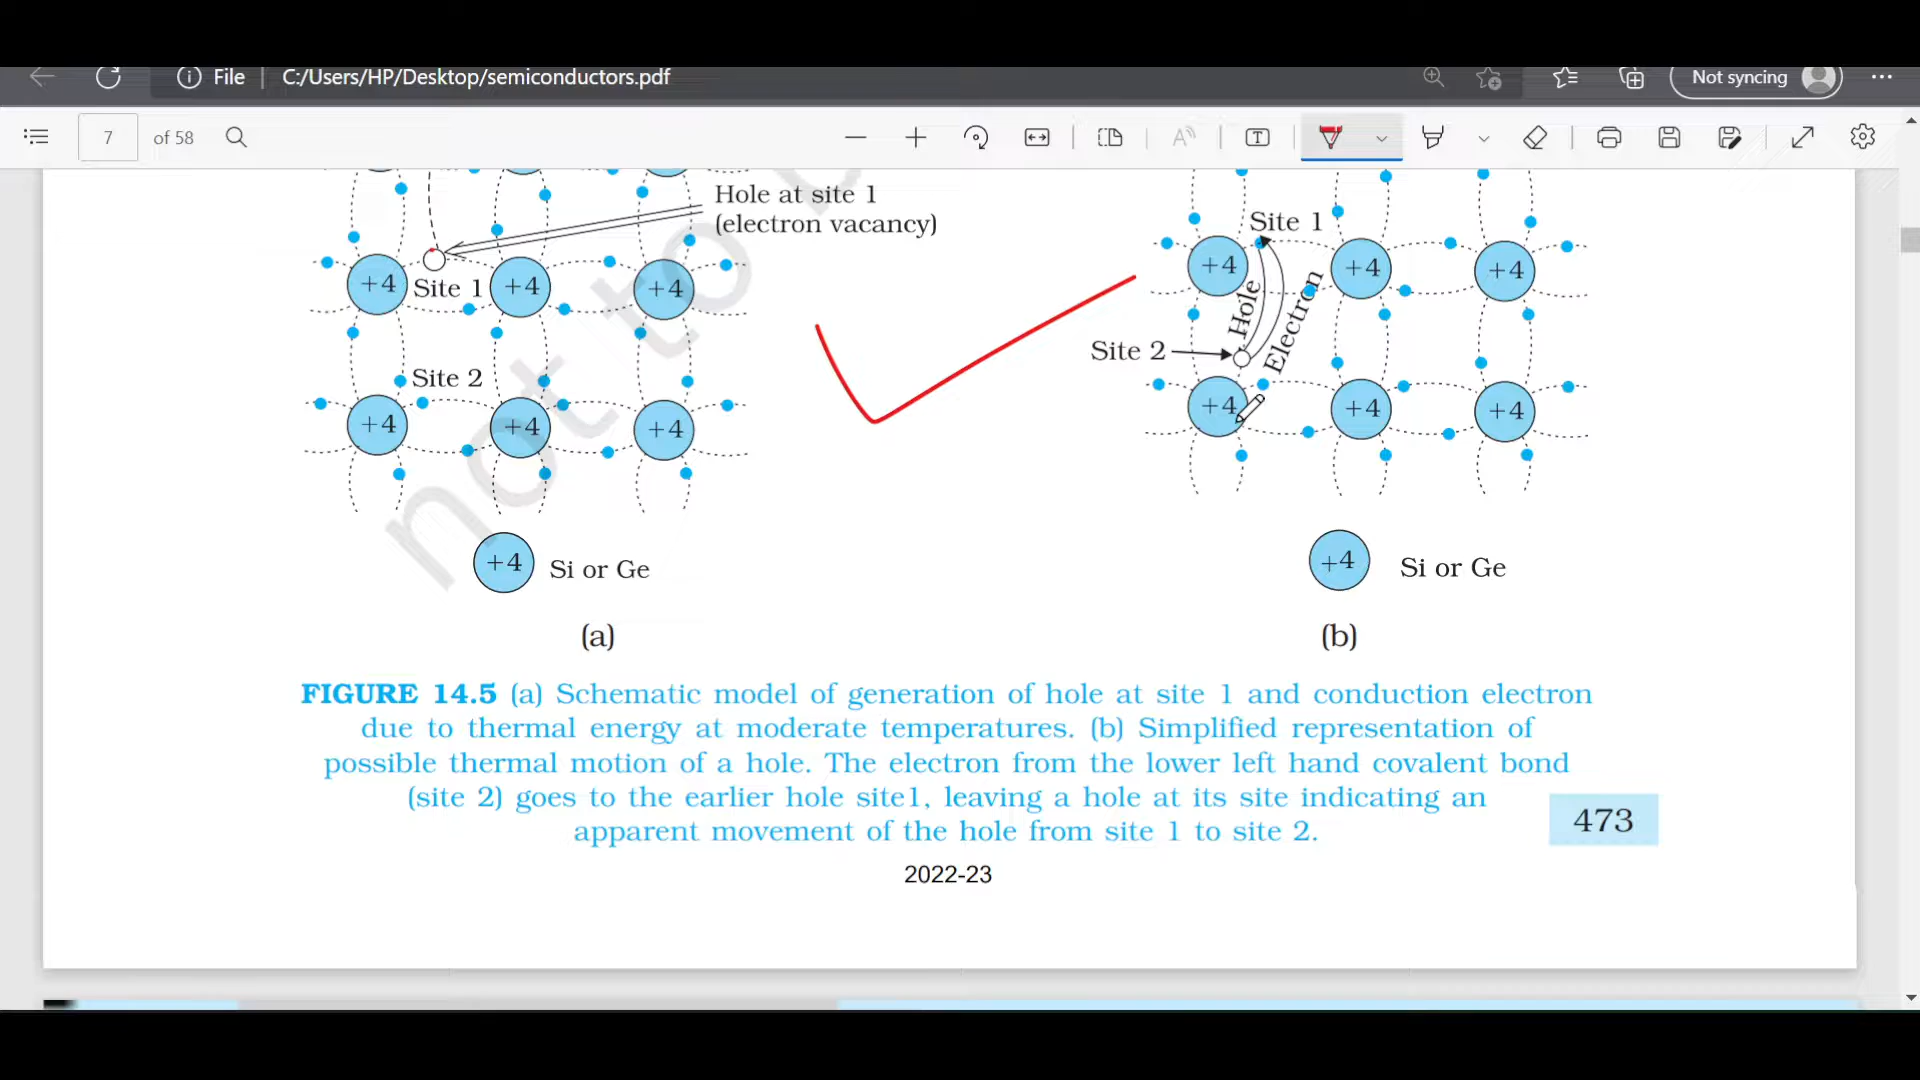 File C:/Users/HP/Desktop/semiconductors.pdf Not syncing
7 of 58
Hole at site 1
(electron vacancy)
+4 Site 1 +4 +4
Site 2
+4 +4 +4
+4 Si or Ge
(a)
Site 1
+4 +4 +4
Hole
Electron
Site 2
+4 +4 +4
+4 Si or Ge
(b)
not to b
FIGURE 14.5 (a) Schematic model of generation of hole at site 1 and conduction electron
due to thermal energy at moderate temperatures. (b) Simplified representation of
possible thermal motion of a hole. The electron from the lower left hand covalent bond
(site 2) goes to the earlier hole site1, leaving a hole at its site indicating an
apparent movement of the hole from site 1 to site 2.
473
2022-23